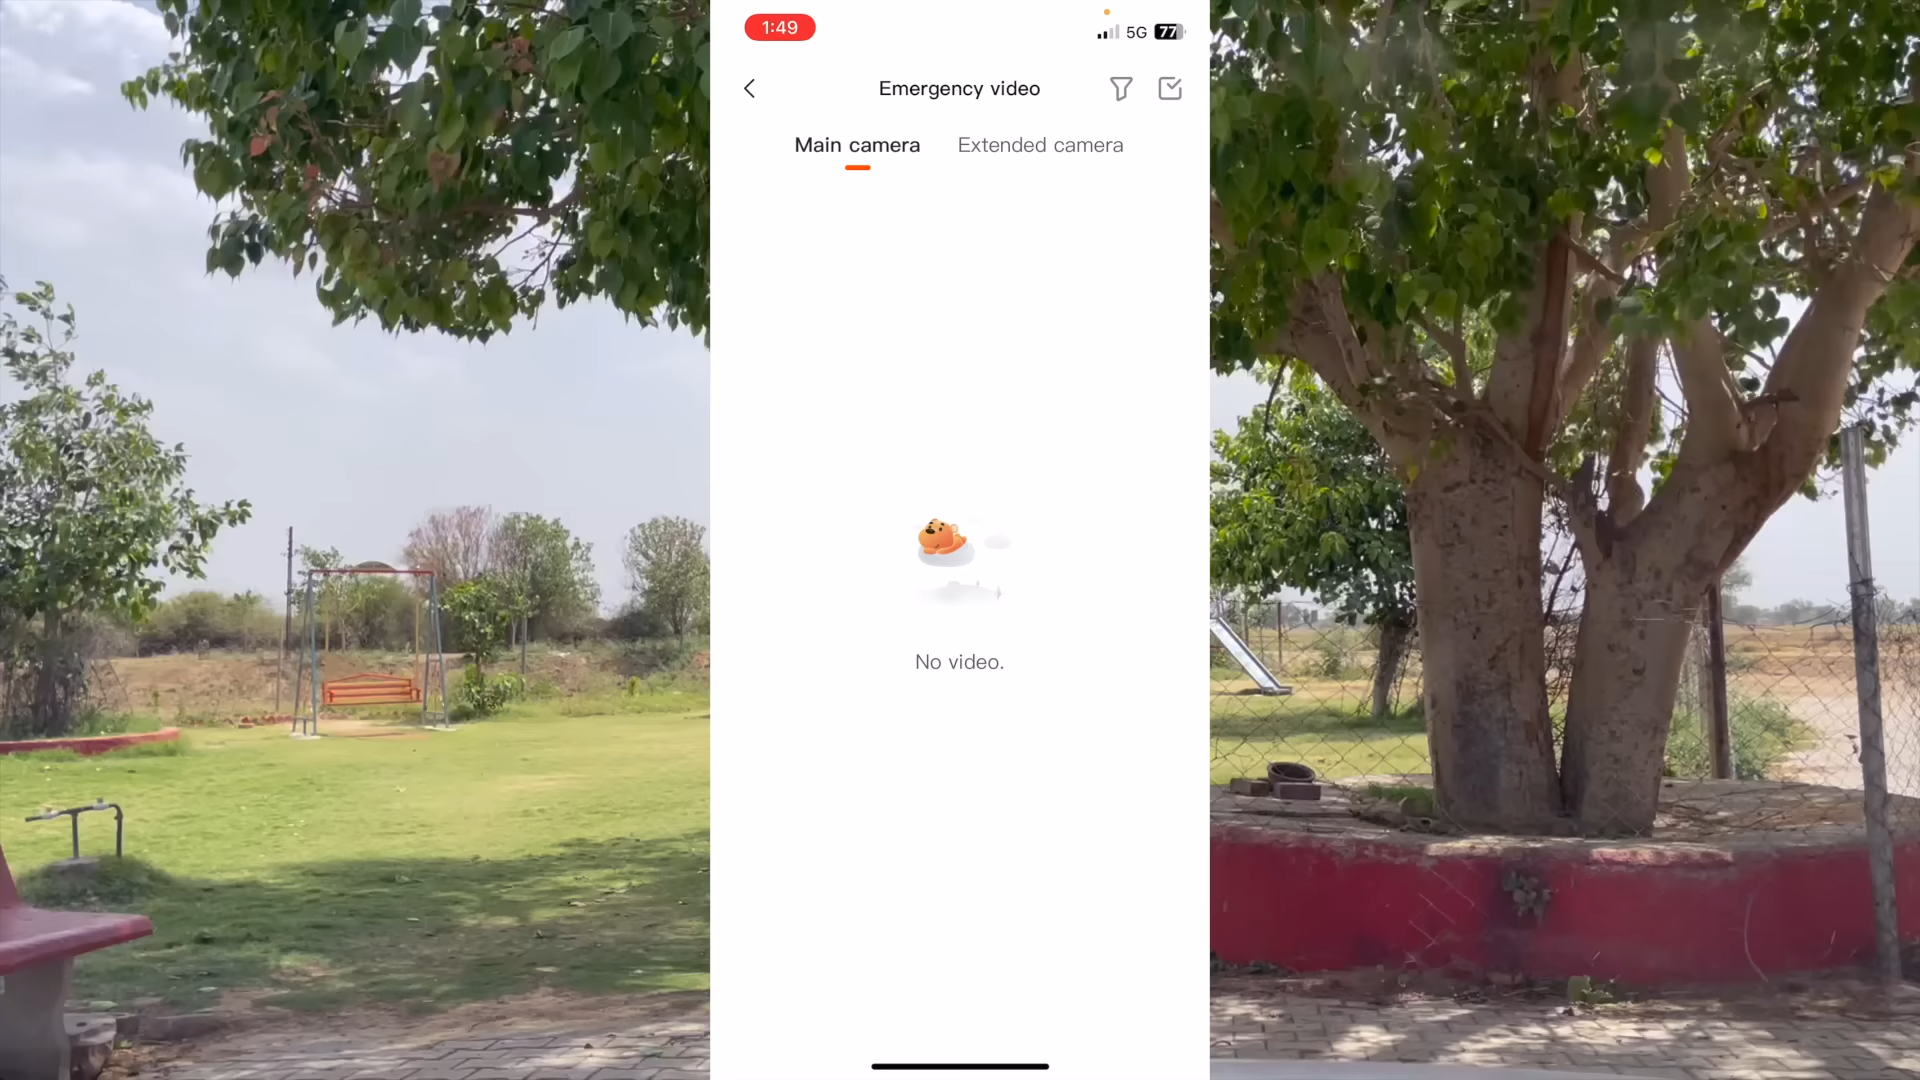 1:49
5G
77
Emergency video
Main camera
Extended camera
No video.